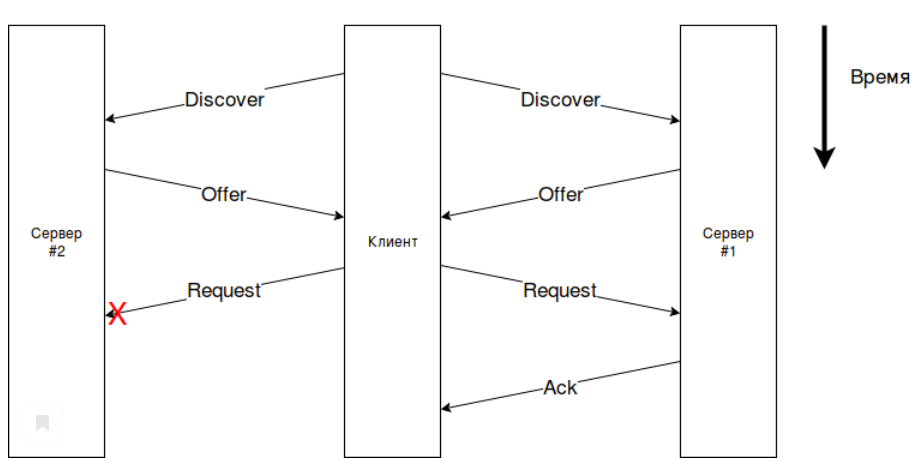 Время
Discover
Discover
Offer
Offer
Сервер
#2
Клиент
Сервер
#1
Request
Request
X
Ack